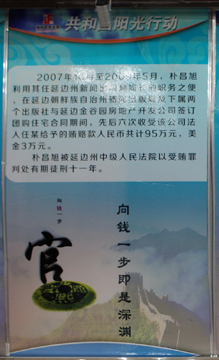 共和国阳光行动
2007年10月至2009年5月，朴昌旭
利用其任延边州新闻出版局局长的职务之便
，在延边朝鲜族自治州新闻出版局及下属两
个出版社与延边金谷园房地产开发公司签订
团购住宅合同期间，先后六次收受该公司法
人任某给予的贿赂款人民币共计95万元，美
金3万元。
朴昌旭被延边州中级人民法院以受贿
罪判处有期徒刑十一年。
向钱一步
官
向钱一步即是深渊